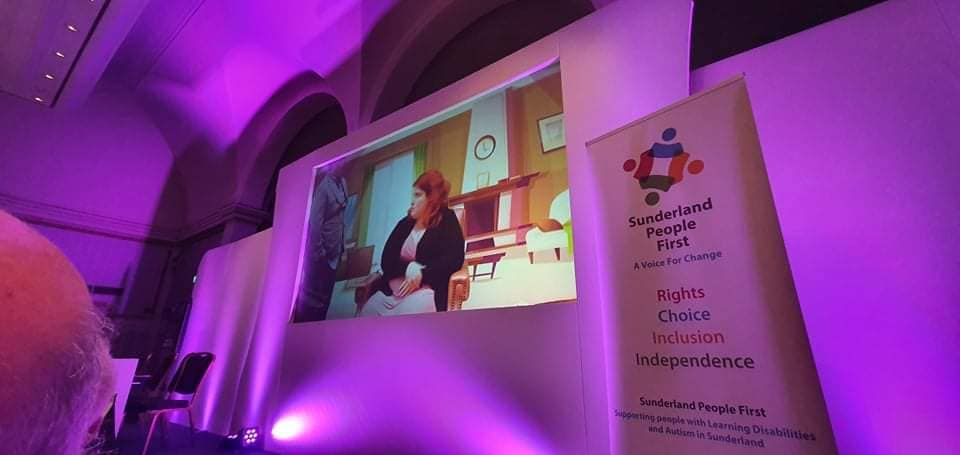 Sunderland
People
First
A Voice For Change
Rights
Choice
Inclusion
Independence
Sunderland People First
Supporting people with Learning Disabilities
and Autism in Sunderland